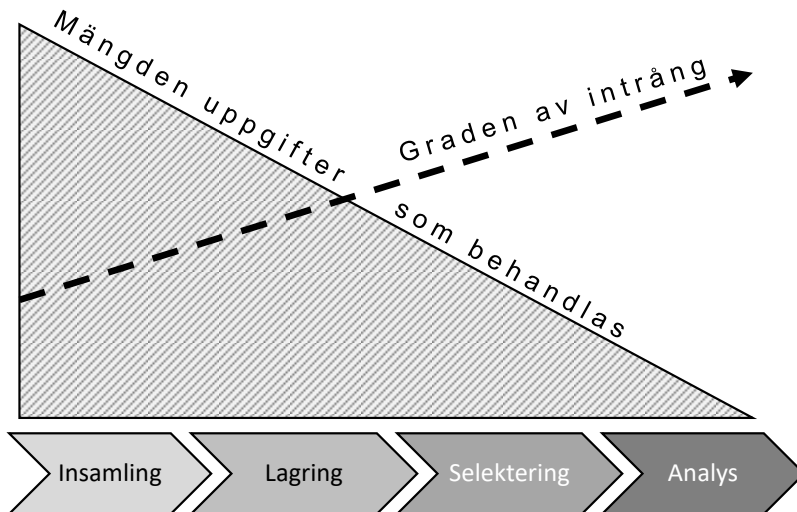 Mängden uppgifter som behandlas
Graden av intrång
Insamling
Lagring
Selektering
Analys